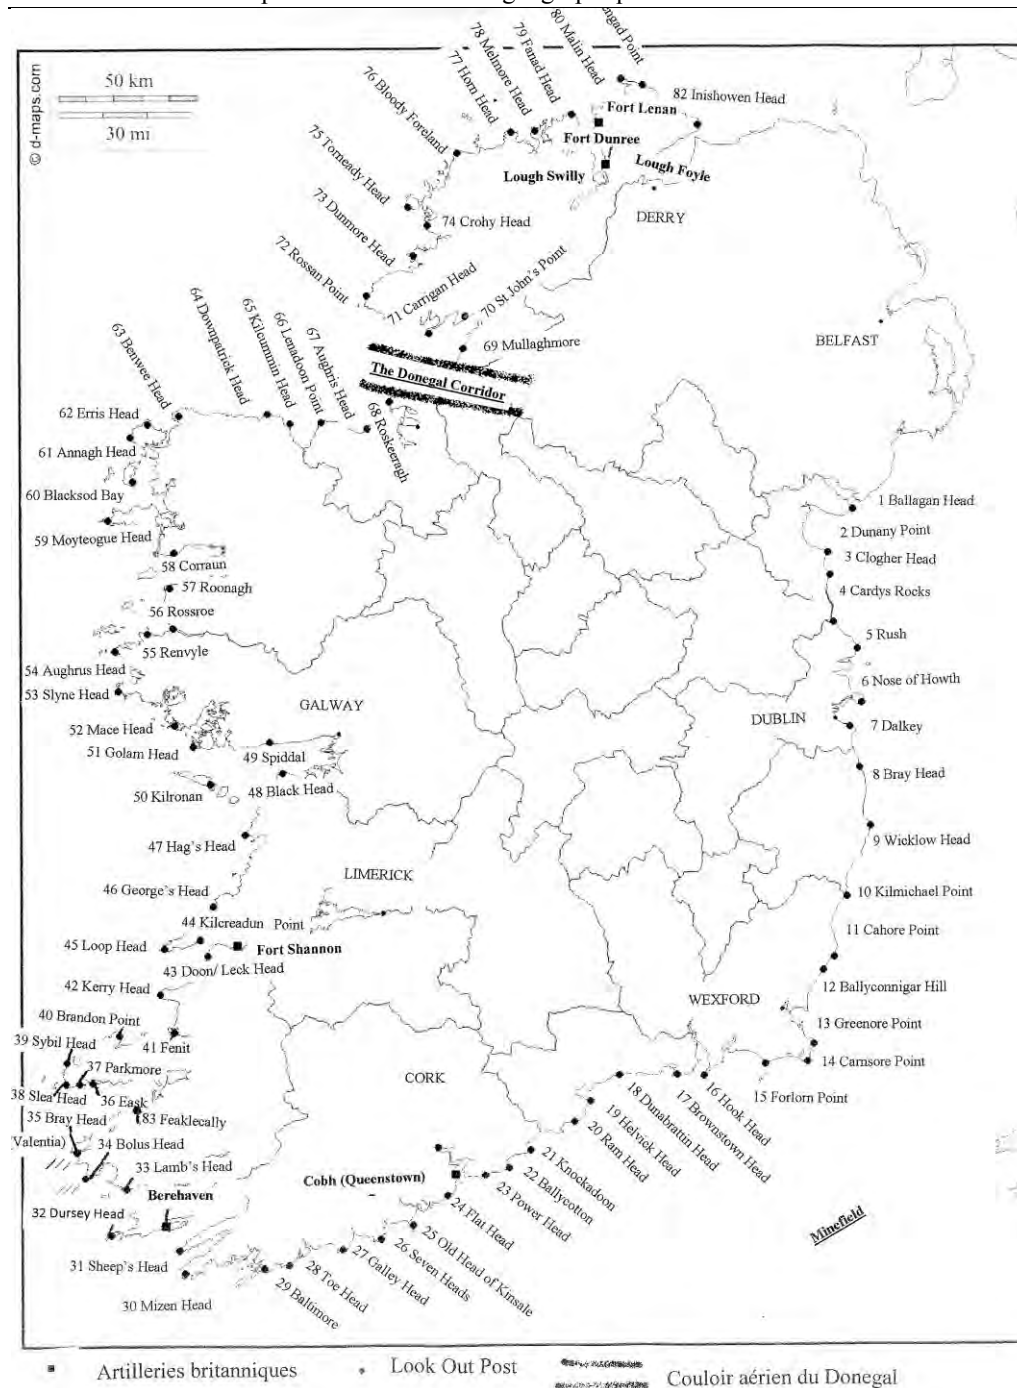 80 Malin Head
79 Fanad Head
78 Melmore Head
77 Horn Head
76 Bloody Foreland
75 Torneady Head
73 Dunmore Head
72 Rossan Point
50 km
30 mi
© d-maps.com
82 Inishowen Head
Fort Lenan
Fort Dunree
Lough Swilly
Lough Foyle
DERRY
74 Crohy Head
71 Carrigan Head
70 St John's Point
69 Mullaghmore
BELFAST
The Donegal Corridor
68 Roskeeragh
67 Aughris Head
66 Lenadoon Point
65 Kilcummin Head
64 Downpatrick Head
63 Benwee Head
62 Erris Head
61 Annagh Head
60 Blacksod Bay
59 Moyteogue Head
58 Corraun
57 Roonagh
56 Rossroe
55 Renvyle
54 Aughrus Head
53 Slyne Head
52 Mace Head
51 Golam Head
50 Kilronan
49 Spiddal
48 Black Head
GALWAY
47 Hag's Head
46 George's Head
LIMERICK
44 Kilcreadun Point
45 Loop Head
Fort Shannon
43 Doon/ Leck Head
42 Kerry Head
40 Brandon Point
41 Fenit
39 Sybil Head
37 Parkmore
38 Slea Head
36 Eask
35 Bray Head
83 Feaklecally
Valentia)
34 Bolus Head
33 Lamb's Head
Berehaven
32 Dursey Head
31 Sheep's Head
30 Mizen Head
1 Ballagan Head
2 Dunany Point
3 Clogher Head
4 Cardys Rocks
5 Rush
6 Nose of Howth
DUBLIN
7 Dalkey
8 Bray Head
9 Wicklow Head
10 Kilmichael Point
11 Cahore Point
12 Ballyconnigar Hill
WEXFORD
13 Greenore Point
14 Carnsore Point
15 Forlorn Point
16 Hook Head
17 Brownstown Head
18 Dunabrattin Head
19 Helvick Head
20 Ram Head
21 Knockadoon
22 Ballycotton
23 Power Head
CORK
Cobh (Queenstown)
24 Flat Head
25 Old Head of Kinsale
26 Seven Heads
27 Galley Head
28 Toe Head
29 Baltimore
Minefield
Artilleries britanniques
Look Out Post
Couloir aérien du Donegal